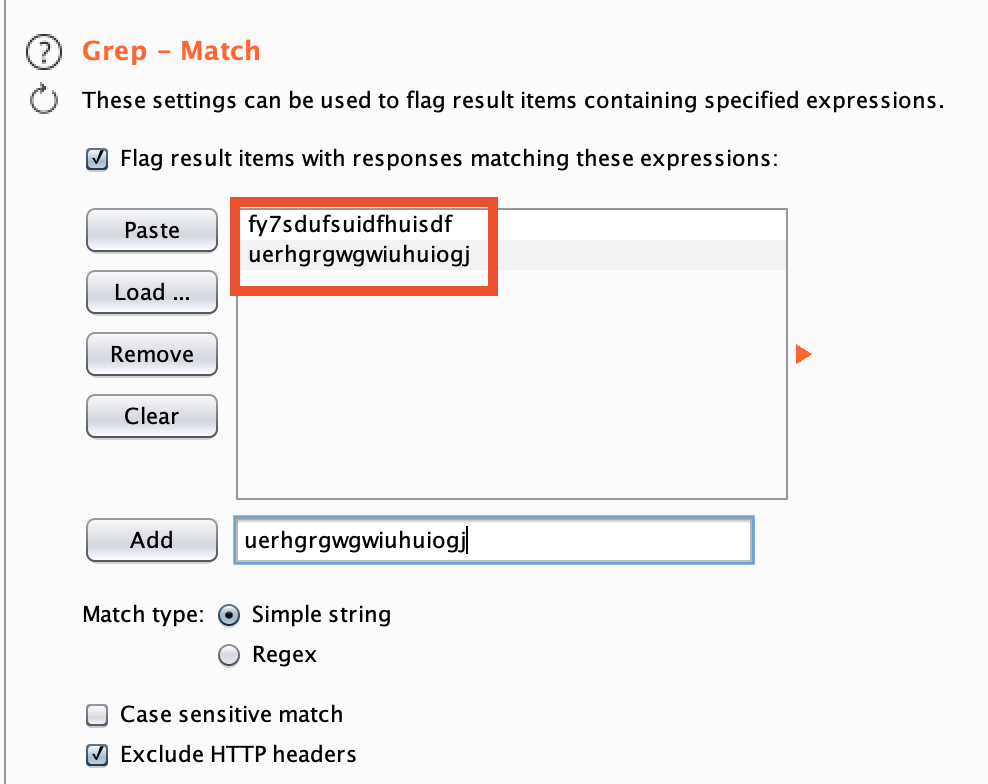 Grep – Match
These settings can be used to flag result items containing specified expressions.
Flag result items with responses matching these expressions:
Paste
Load ...
Remove
Clear
fy7sdufsuidfhuisdf
uerhgrgwgwiuhuiogj
Add
uerhgrgwgwiuhuiogj
Match type:
Simple string
Regex
Case sensitive match
Exclude HTTP headers